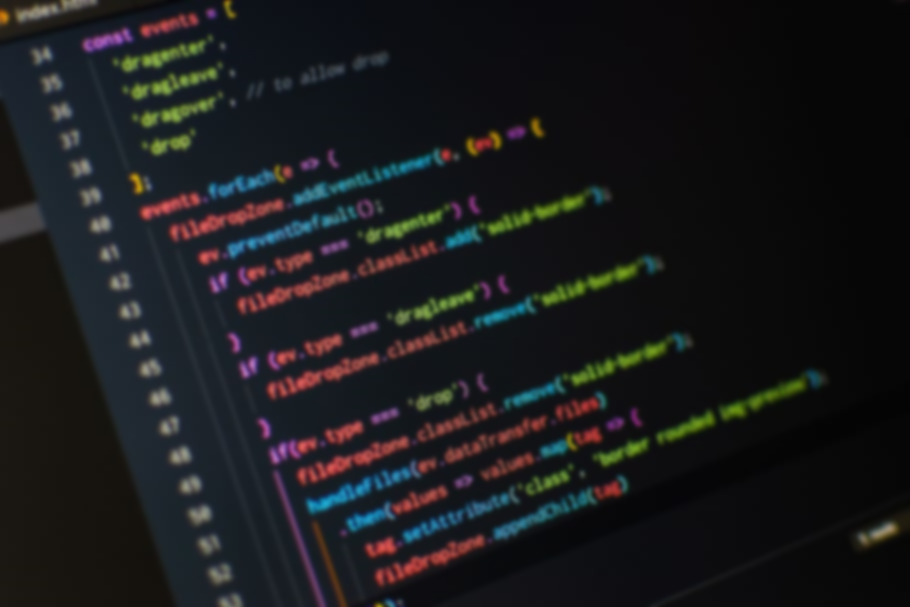 index.html
34 const events = [
35 'dragenter',
36 'dragleave',
37 'dragover', // to allow drop
38 'drop'
39 ];
40 events.forEach(e => {
41 fileDropZone.addEventListener(e, (ev) => {
42 ev.preventDefault();
43 if (ev.type === 'dragenter') {
44 fileDropZone.classList.add('solid-border');
45 }
46 if (ev.type === 'dragleave') {
47 fileDropZone.classList.remove('solid-border');
48 }
49 if(ev.type === 'drop') {
50 fileDropZone.classList.remove('solid-border');
51 handleFiles(ev.dataTransfer.files)
52 .then(values => values.map(tag => {
53 tag.setAttribute('class', 'border rounded img-preview');
fileDropZone.appendChild(tag)